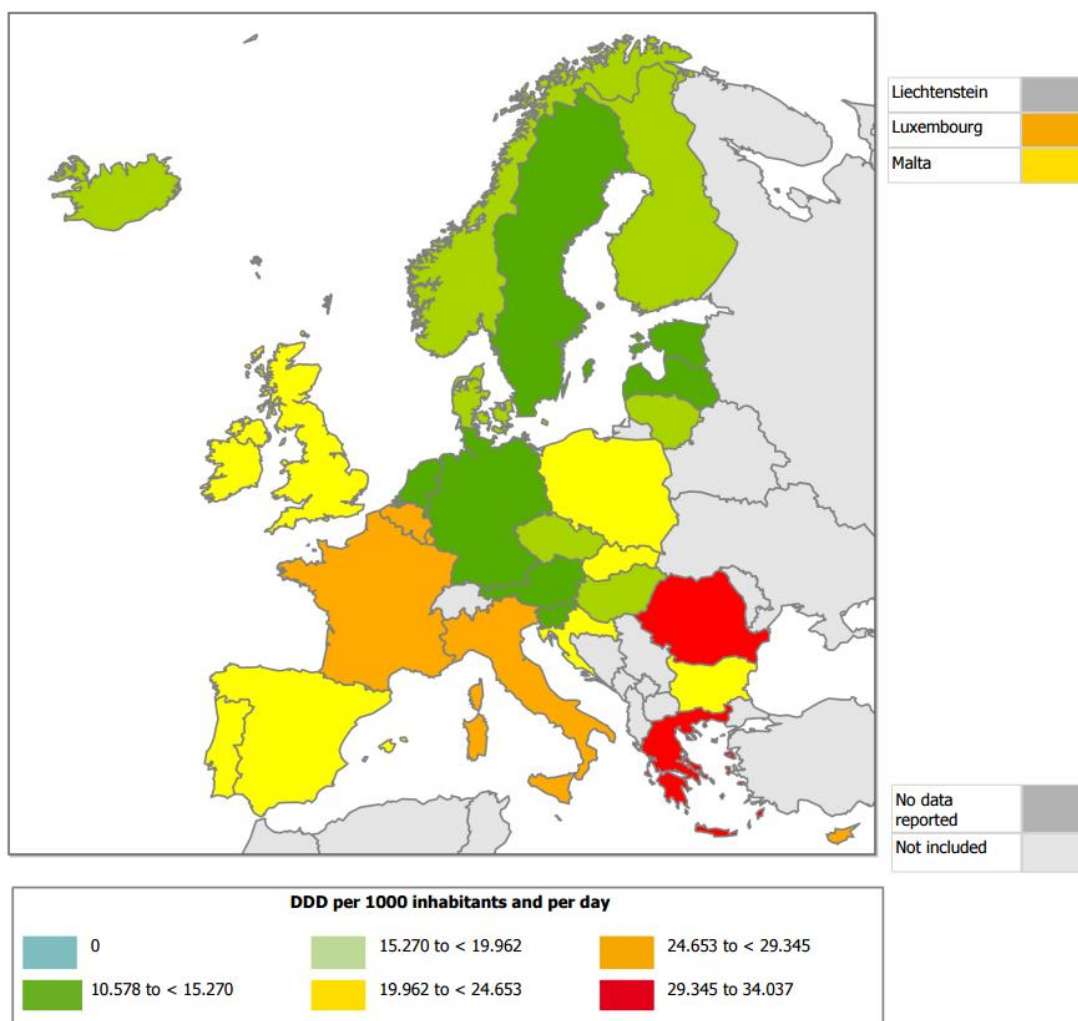 Liechtenstein
Luxembourg
Malta
No data
reported
Not included
DDD per 1000 inhabitants and per day
0
15.270 to < 19.962
24.653 to < 29.345
10.578 to < 15.270
19.962 to < 24.653
29.345 to 34.037